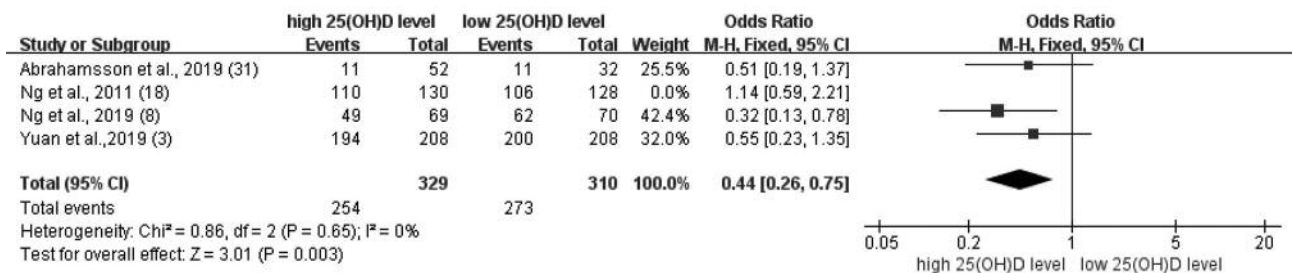 high 25(OH)D level low 25(OH)D level Odds Ratio Odds Ratio
Study or Subgroup Events Total Events Total Weight M-H, Fixed, 95% CI M-H, Fixed, 95% CI
Abrahamsson et al., 2019 (31) 11 52 11 32 25.5% 0.51 [0.19, 1.37]
Ng et al., 2011 (18) 110 130 106 128 0.0% 1.14 [0.59, 2.21]
Ng et al., 2019 (8) 49 69 62 70 42.4% 0.32 [0.13, 0.78]
Yuan et al.,2019 (3) 194 208 200 208 32.0% 0.55 [0.23, 1.35]
Total (95% CI) 329 310 100.0% 0.44 [0.26, 0.75]
Total events 254 273
Heterogeneity: Chi² = 0.86, df = 2 (P = 0.65); I² = 0%
Test for overall effect: Z = 3.01 (P = 0.003)
0.05 0.2 1 5 20
high 25(OH)D level low 25(OH)D level